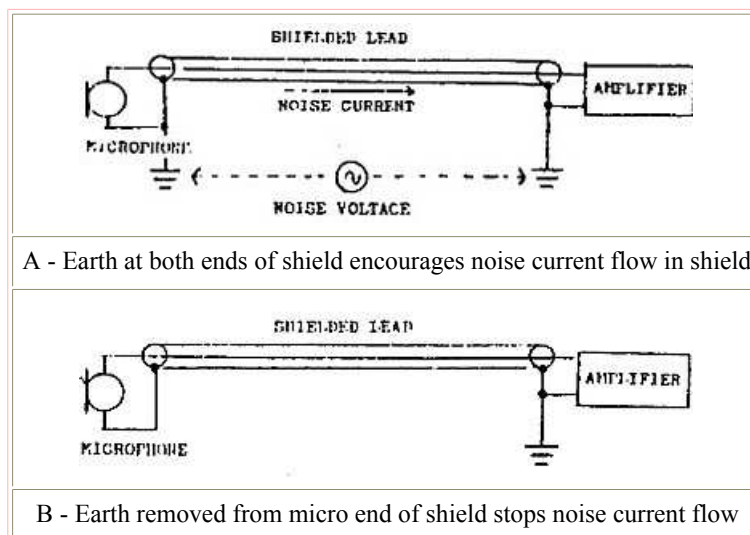 SHIELDED LEAD
AMPLIFIER
NOISE CURRENT
MICROPHONE
NOISE VOLTAGE
A - Earth at both ends of shield encourages noise current flow in shield
SHIELDED LEAD
AMPLIFIER
MICROPHONE
B - Earth removed from micro end of shield stops noise current flow